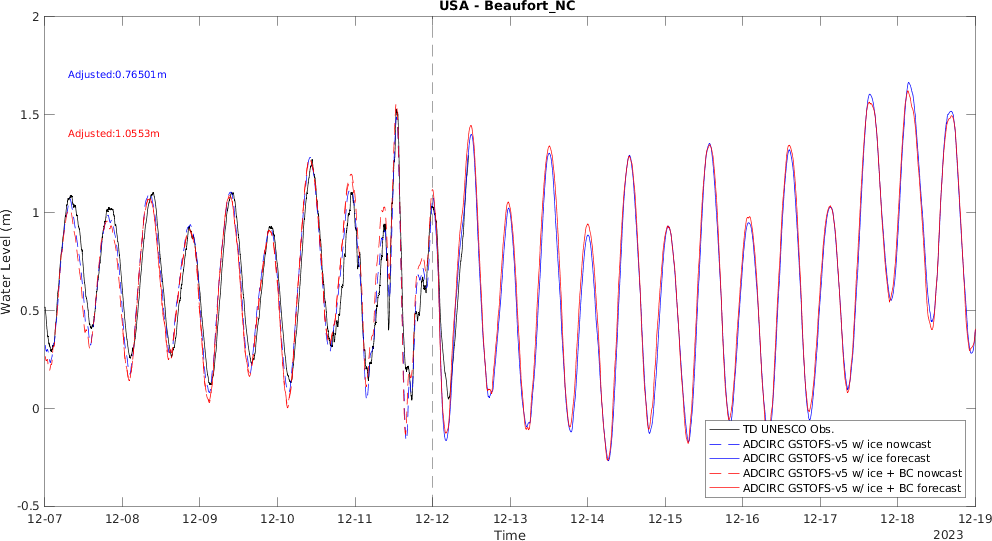 USA - Beaufort_NC
2
1.5
1
0.5
0
-0.5
Water Level (m)
Adjusted:0.76501m
Adjusted:1.0553m
TD UNESCO Obs.
ADCIRC GSTOFS-v5 w/ ice nowcast
ADCIRC GSTOFS-v5 w/ ice forecast
ADCIRC GSTOFS-v5 w/ ice + BC nowcast
ADCIRC GSTOFS-v5 w/ ice + BC forecast
12-07 12-08 12-09 12-10 12-11 12-12 12-13 12-14 12-15 12-16 12-17 12-18 12-19
Time
2023